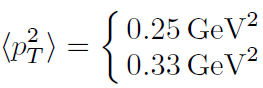 ⟨p_T^2⟩ = { 0.25 GeV^2
0.33 GeV^2